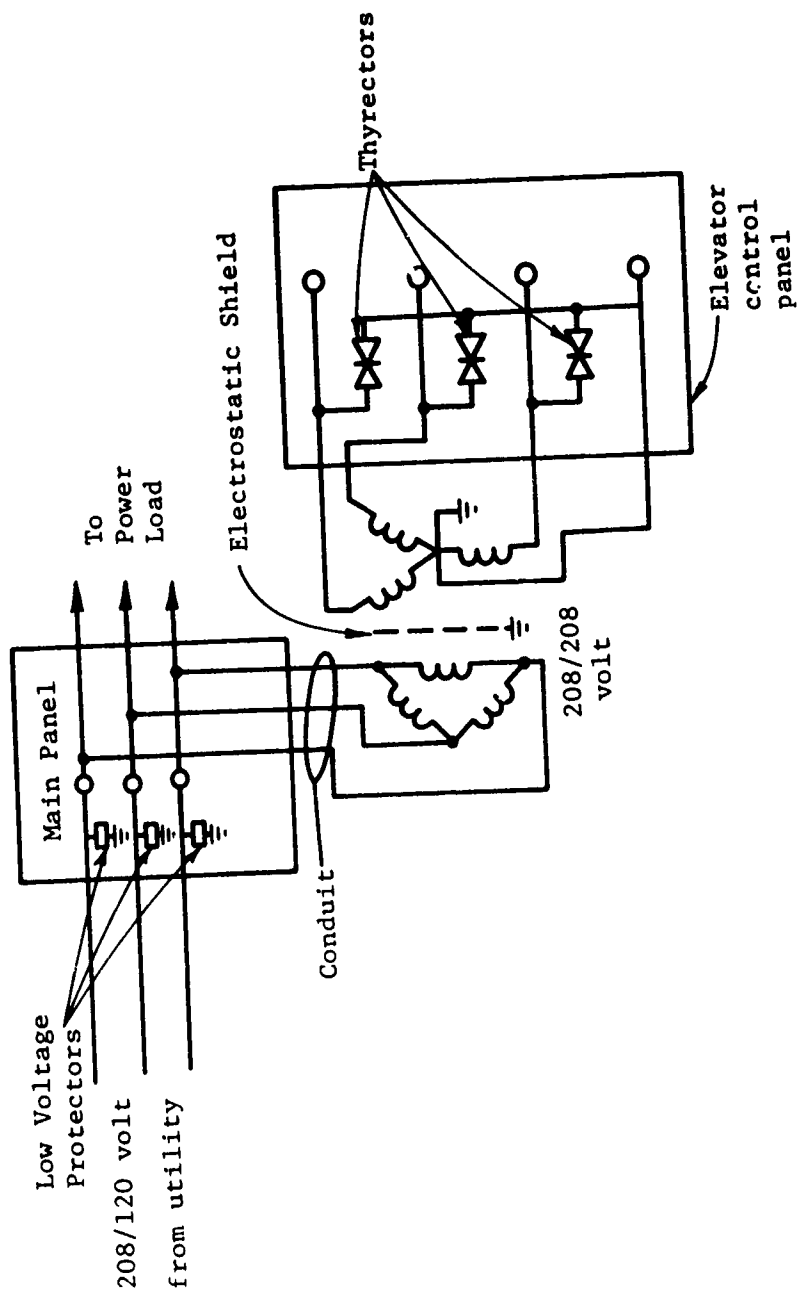 Low Voltage
Protectors
208/120 volt
from utility
Main Panel
To
Power
Load
Conduit
Electrostatic Shield
208/208
volt
Thyrectors
Elevator
control
panel